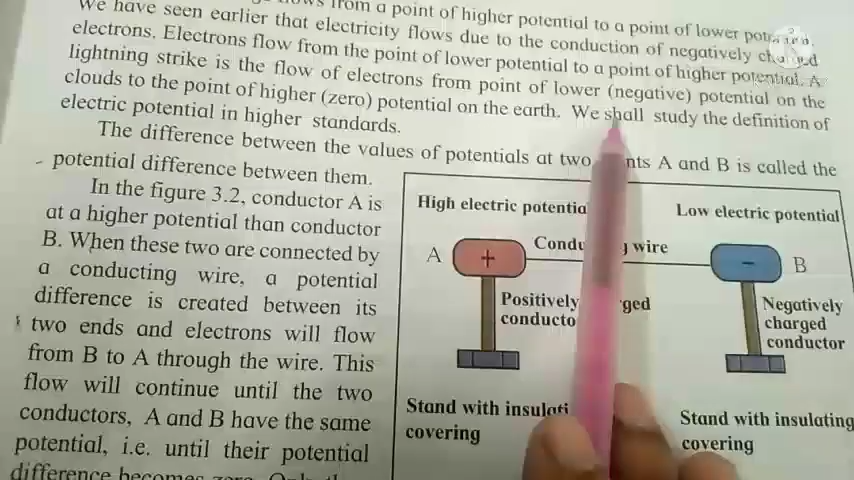 from a point of higher potential to a point of lower
We have seen earlier that electricity flows due to the conduction of negatively
electrons. Electrons flow from the point of lower potential to a point of higher potential. A
lightning strike is the flow of electrons from point of lower (negative) potential on the
clouds to the point of higher (zero) potential on the earth. We shall study the definition of
electric potential in higher standards.
The difference between the values of potentials at two A and B is called the
potential difference between them.
In the figure 3.2, conductor A is
at a higher potential than conductor
B. When these two are connected by
a conducting wire, a potential
difference is created between its
two ends and electrons will flow
from B to A through the wire. This
flow will continue until the two
conductors, A and B have the same
potential, i.e. until their potential
difference becomes zero.
High electric
Low electric potential
wire
A
+
-
B
Positively
Negatively
charged
conductor
Stand with
covering
Stand with insulating
covering